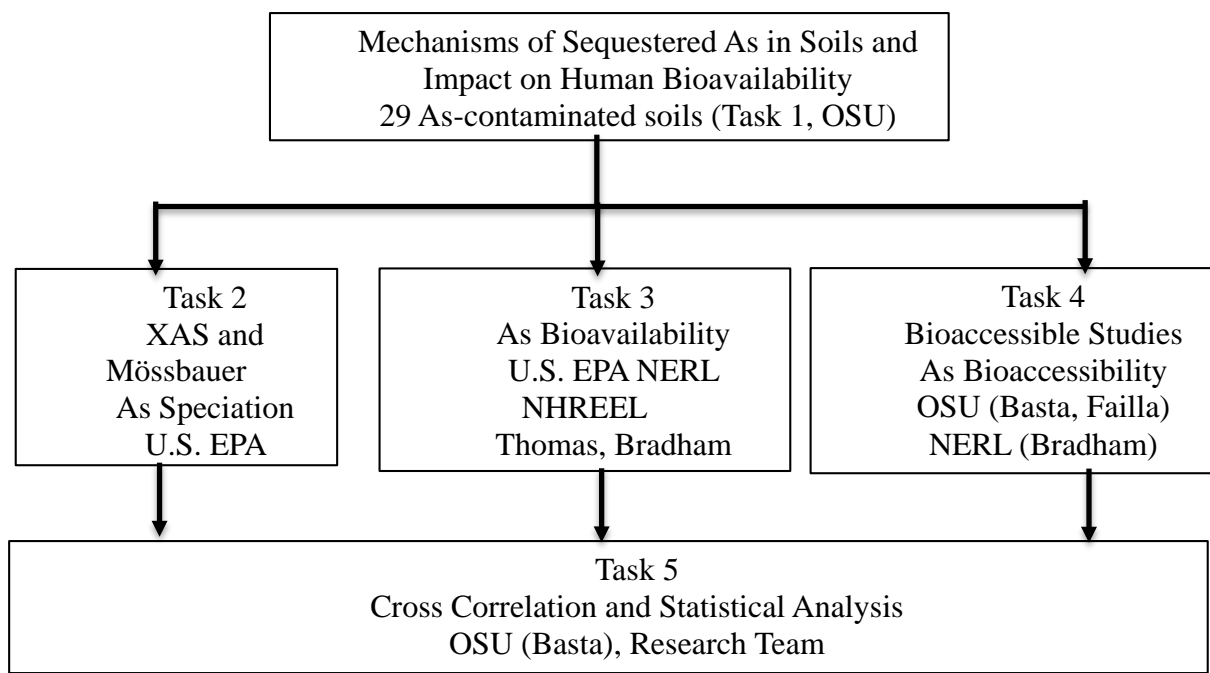 Mechanisms of Sequestered As in Soils and
Impact on Human Bioavailability
29 As-contaminated soils (Task 1, OSU)
Task 2
XAS and
Mössbauer
As Speciation
U.S. EPA
Task 3
As Bioavailability
U.S. EPA NERL
NHREEL
Thomas, Bradham
Task 4
Bioaccessible Studies
As Bioaccessibility
OSU (Basta, Failla)
NERL (Bradham)
Task 5
Cross Correlation and Statistical Analysis
OSU (Basta), Research Team